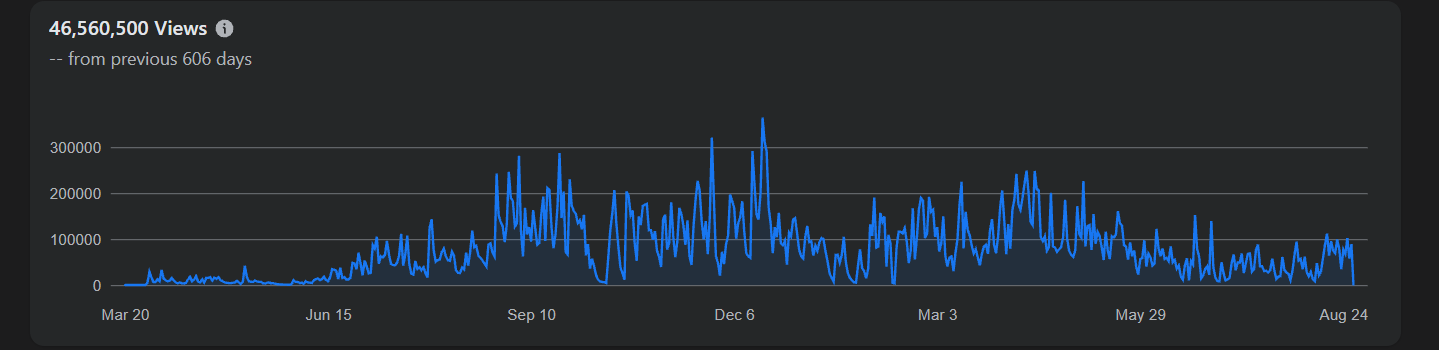 46,560,500 Views
-- from previous 606 days
300000
200000
100000
0
Mar 20 Jun 15 Sep 10 Dec 6 Mar 3 May 29 Aug 24